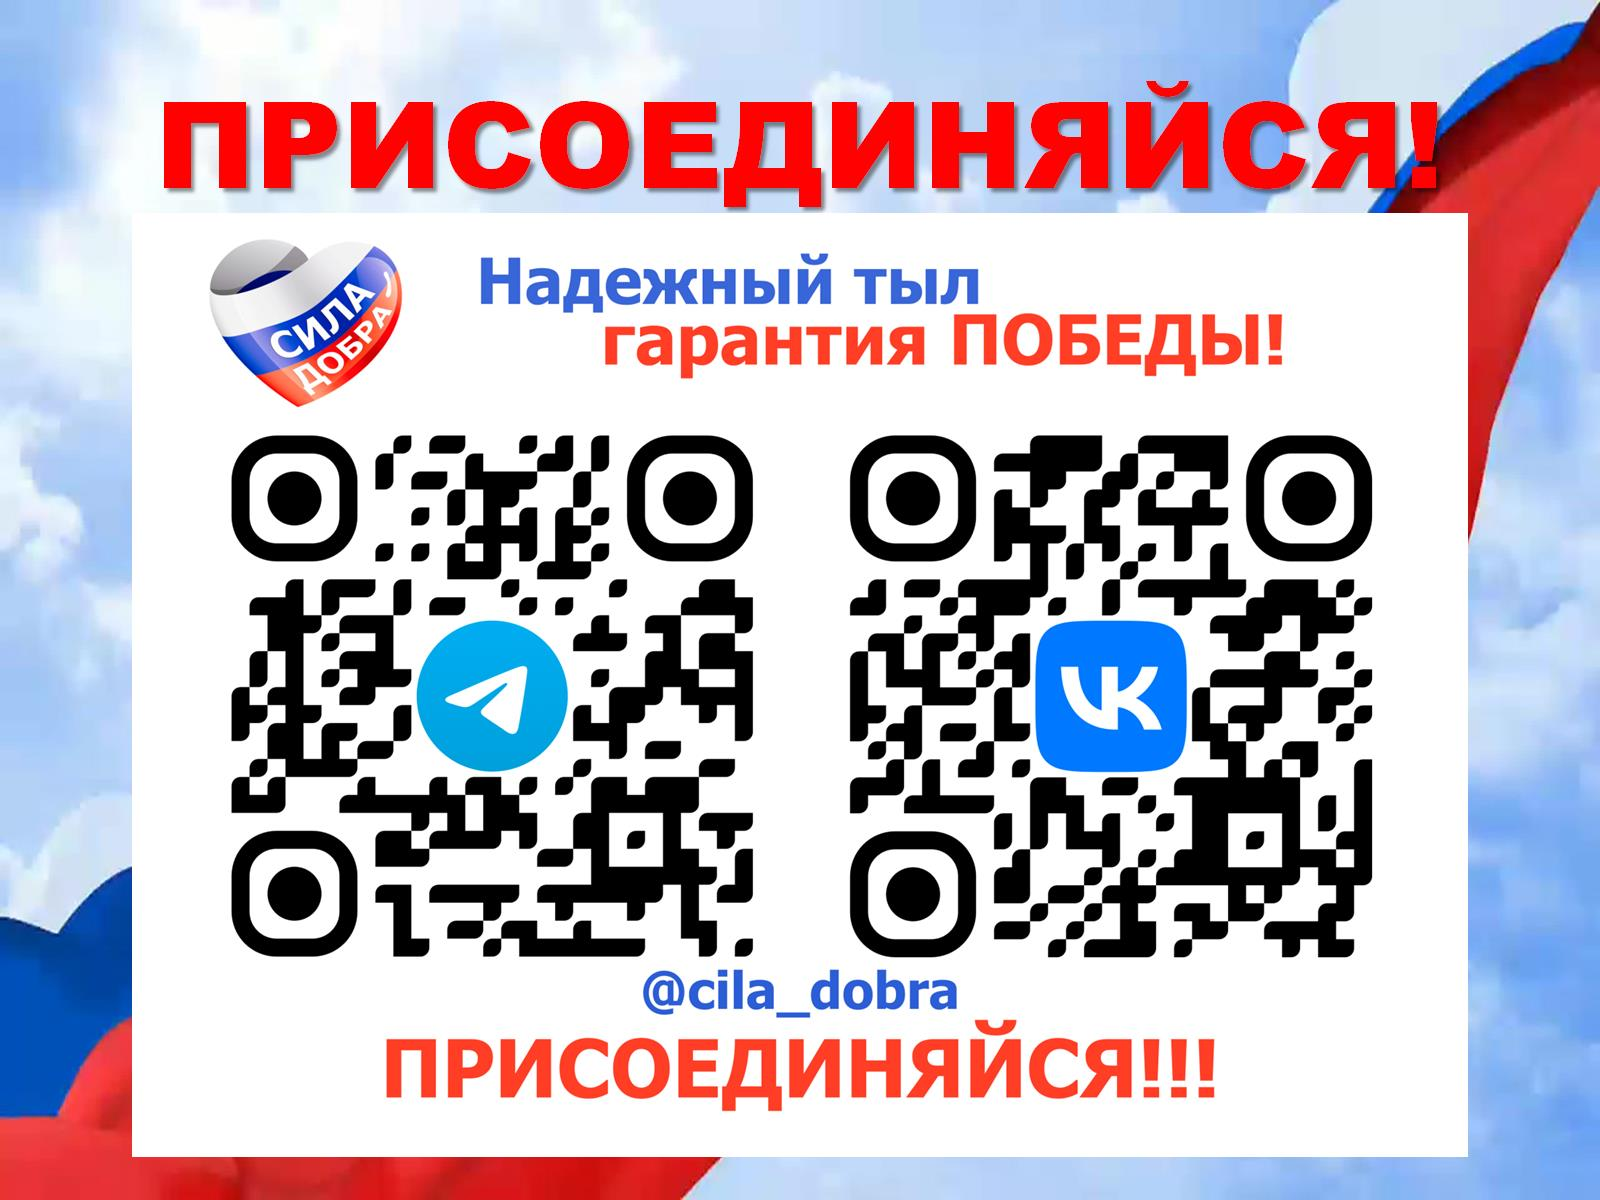 ПРИСОЕДИНЯЙСЯ!
СИЛА
ДОБРА
Надежный тыл
гарантия ПОБЕДЫ!
@cila_dobra
ПРИСОЕДИНЯЙСЯ!!!